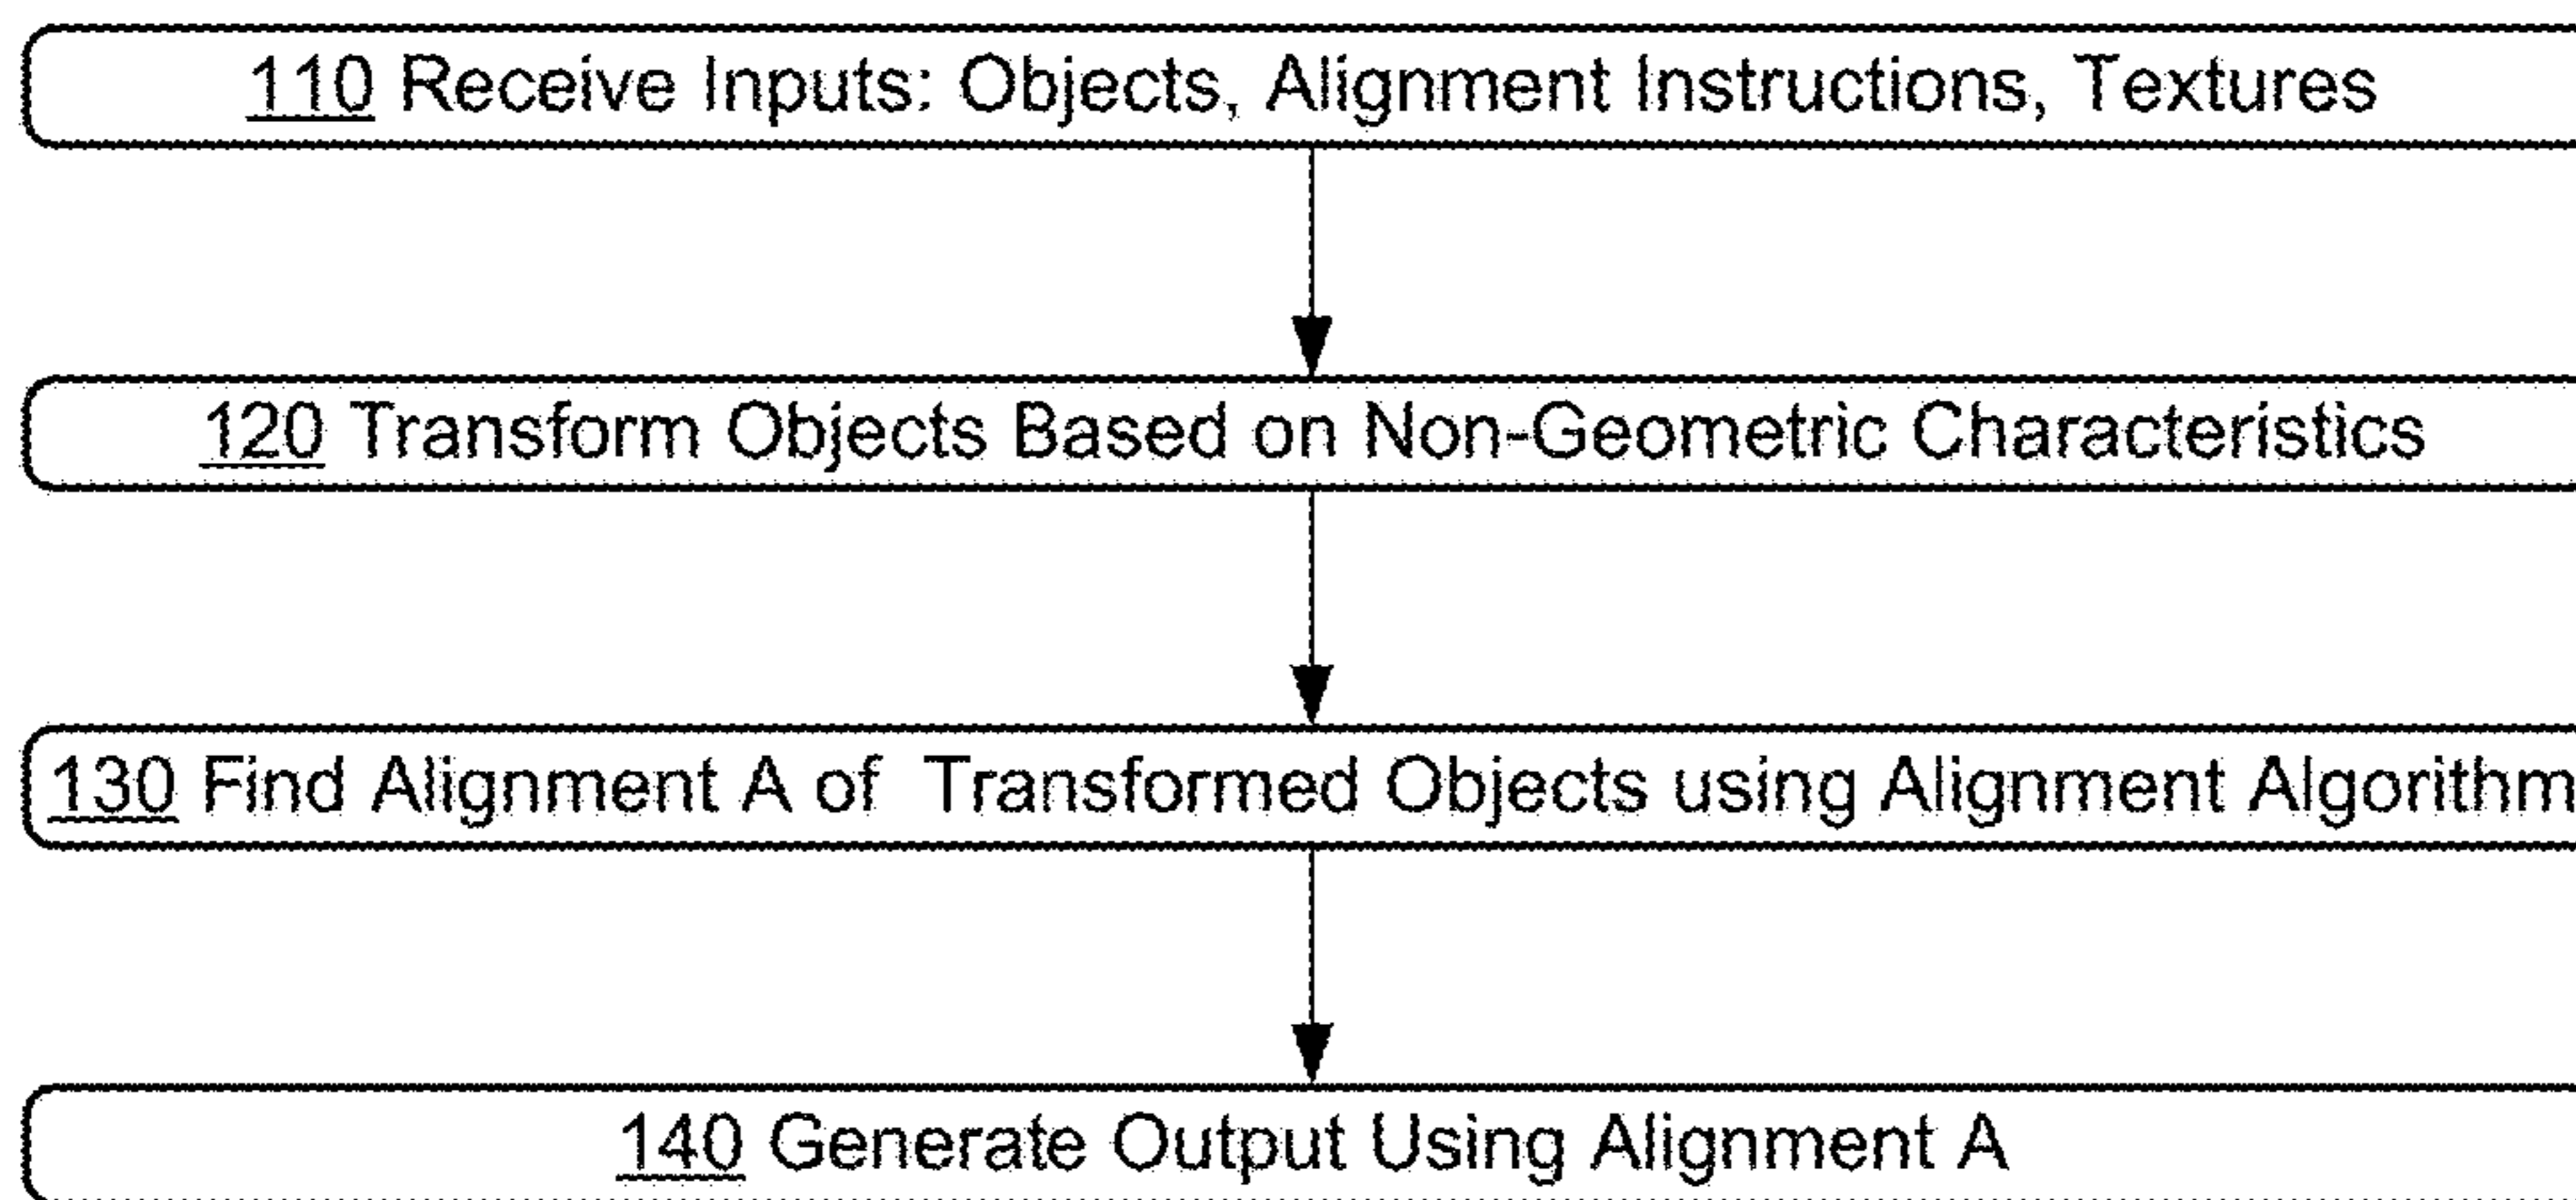 110 Receive Inputs: Objects, Alignment Instructions, Textures
120 Transform Objects Based on Non-Geometric Characteristics
130 Find Alignment A of Transformed Objects using Alignment Algorithm
140 Generate Output Using Alignment A